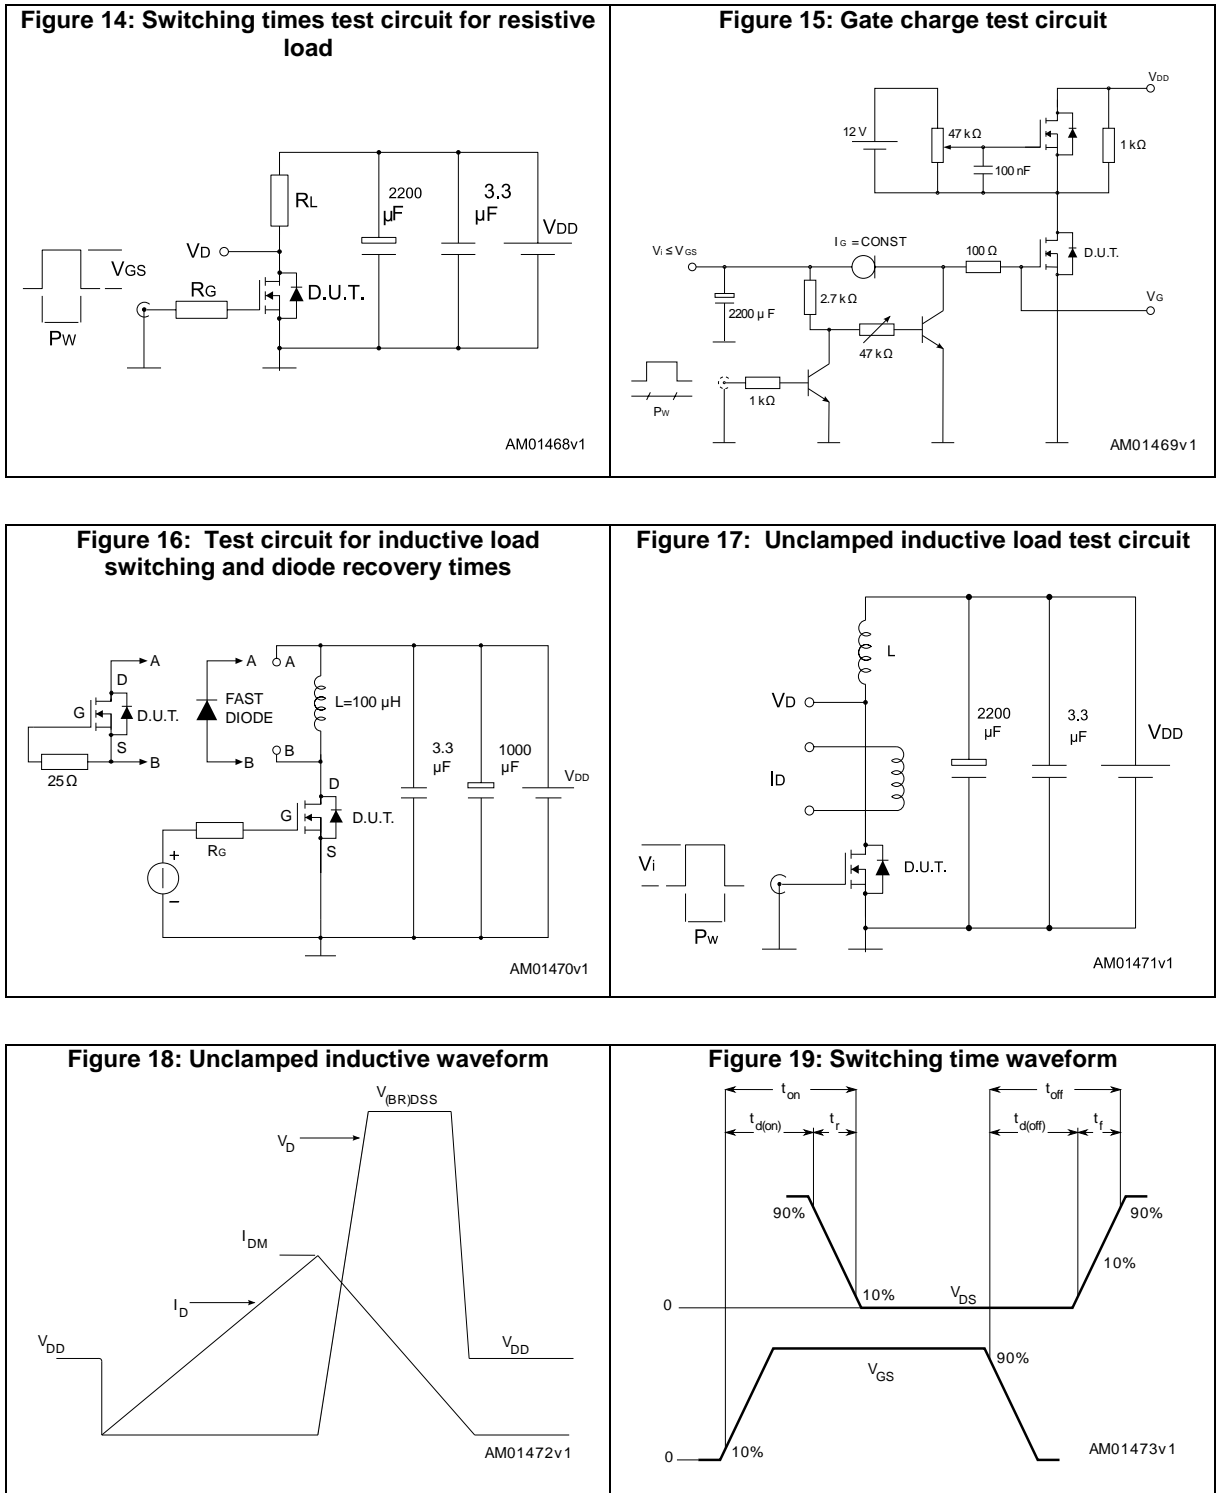 Figure 14: Switching times test circuit for resistive
load
RL
2200
µF
3.3
µF
VDD
VD
VGS
RG
D.U.T.
PW
AM01468v1
Figure 15: Gate charge test circuit
VDD
12 V
47 kΩ
1 kΩ
100 nF
Vi ≤ VGS
IG = CONST
100 Ω
D.U.T.
2.7 kΩ
VG
2200 µ F
47 kΩ
1 kΩ
PW
AM01469v1
Figure 16: Test circuit for inductive load
switching and diode recovery times
A
A
A
D
G
D.U.T.
FAST
DIODE
L=100 µH
S
B
B
B
25 Ω
3.3
µF
1000
µF
VDD
D
G
D.U.T.
RG
S
+
–
AM01470v1
Figure 17: Unclamped inductive load test circuit
L
VD
2200
µF
3.3
µF
VDD
ID
Vi
D.U.T.
PW
AM01471v1
Figure 18: Unclamped inductive waveform
V(BR)DSS
VD
IDM
ID
VDD
VDD
AM01472v1
Figure 19: Switching time waveform
ton
toff
td(on)
tr
td(off)
tf
90%
90%
10%
10%
0
VDS
90%
VGS
0
10%
AM01473v1